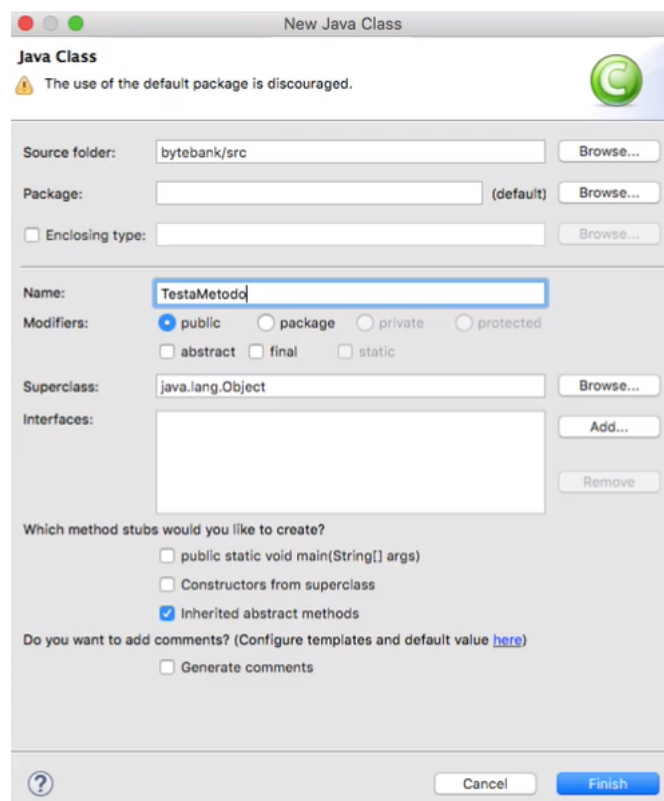 New Java Class
Java Class
The use of the default package is discouraged.
C
Source folder: bytebank/src Browse...
Package: (default) Browse...
Enclosing type: Browse...
Name: TestaMetodo
Modifiers: public package private protected
abstract final static
Superclass: java.lang.Object Browse...
Interfaces: Add...
Remove
Which method stubs would you like to create?
public static void main(String[] args)
Constructors from superclass
Inherited abstract methods
Do you want to add comments? (Configure templates and default value here)
Generate comments
? Cancel Finish